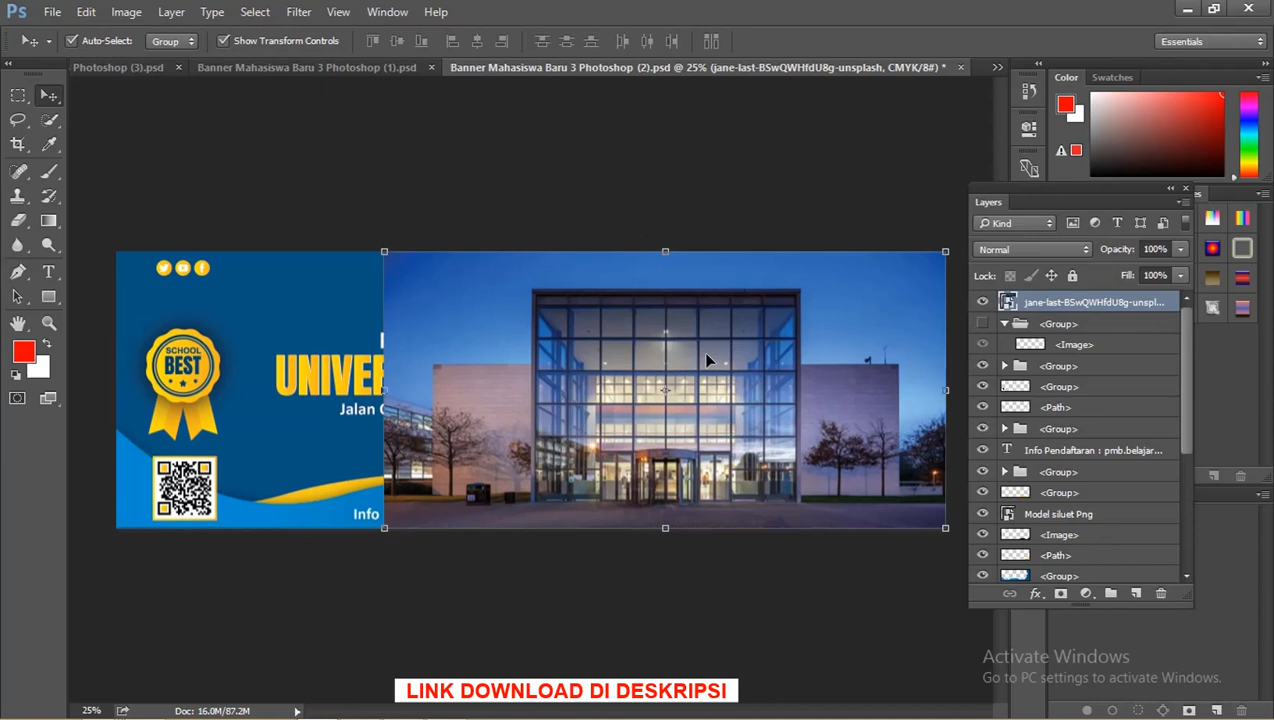 Ps File Edit Image Layer Type Select Filter View Window Help
Auto-Select: Group Show Transform Controls Essentials
Photoshop (3).psd × Banner Mahasiswa Baru 3 Photoshop (1).psd × Banner Mahasiswa Baru 3 Photoshop (2).psd @ 25% (jane-last-BSwQWHfdU8g-unsplash, CMYK/8#) * ×
Color Swatches
Layers
Kind
Normal Opacity: 100%
Lock: Fill: 100%
jane-last-BSwQWHfdU8g-unspl...
<Group>
<Image>
<Group>
<Group>
<Path>
<Group>
T Info Pendaftaran : pmb.belajar...
<Group>
<Group>
Model siluet Png
<Image>
<Path>
<Group>
fx
SCHOOL
BEST
UNIVE
Jalan
Info
Activate Windows
Go to PC settings to activate Windows.
LINK DOWNLOAD DI DESKRIPSI
25% Doc: 16.0M/87.2M